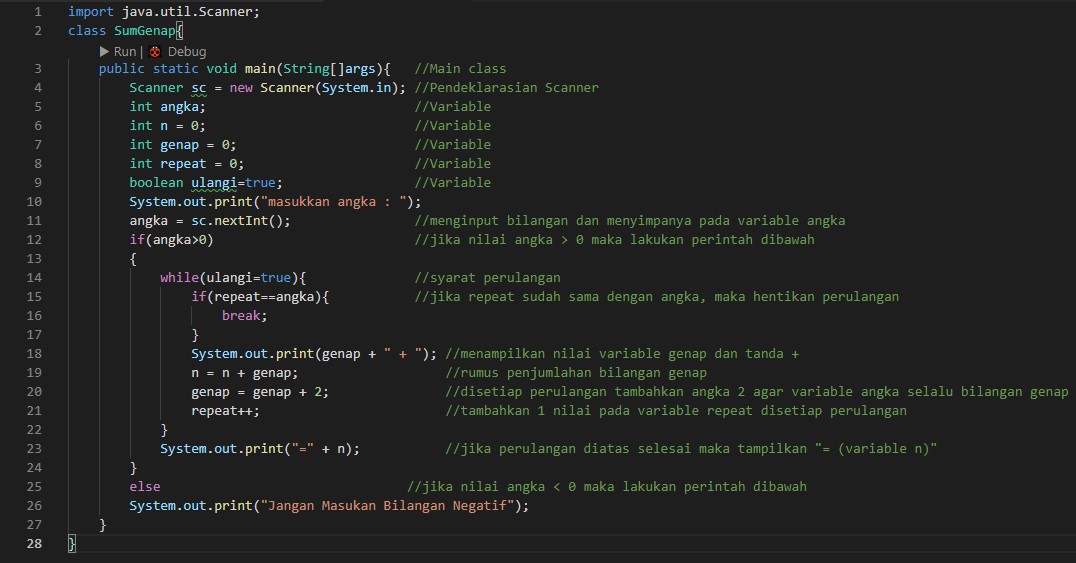 1 import java.util.Scanner;
2 class SumGenap{
Run | Debug
3 public static void main(String[]args){ //Main class
4 Scanner sc = new Scanner(System.in); //Pendeklarasian Scanner
5 int angka; //Variable
6 int n = 0; //Variable
7 int genap = 0; //Variable
8 int repeat = 0; //Variable
9 boolean ulangi=true; //Variable
10 System.out.print("masukkan angka : ");
11 angka = sc.nextInt(); //menginput bilangan dan menyimpanya pada variable angka
12 if(angka>0) //jika nilai angka > 0 maka lakukan perintah dibawah
13 {
14 while(ulangi=true){ //syarat perulangan
15 if(repeat==angka){ //jika repeat sudah sama dengan angka, maka hentikan perulangan
16 break;
17 }
18 System.out.print(genap + " + "); //menampilkan nilai variable genap dan tanda +
19 n = n + genap; //rumus penjumlahan bilangan genap
20 genap = genap + 2; //disetiap perulangan tambahkan angka 2 agar variable angka selalu bilangan genap
21 repeat++; //tambahkan 1 nilai pada variable repeat disetiap perulangan
22 }
23 System.out.print("=" + n); //jika perulangan diatas selesai maka tampilkan "= (variable n)"
24 }
25 else //jika nilai angka < 0 maka lakukan perintah dibawah
26 System.out.print("Jangan Masukan Bilangan Negatif");
27 }
28 }